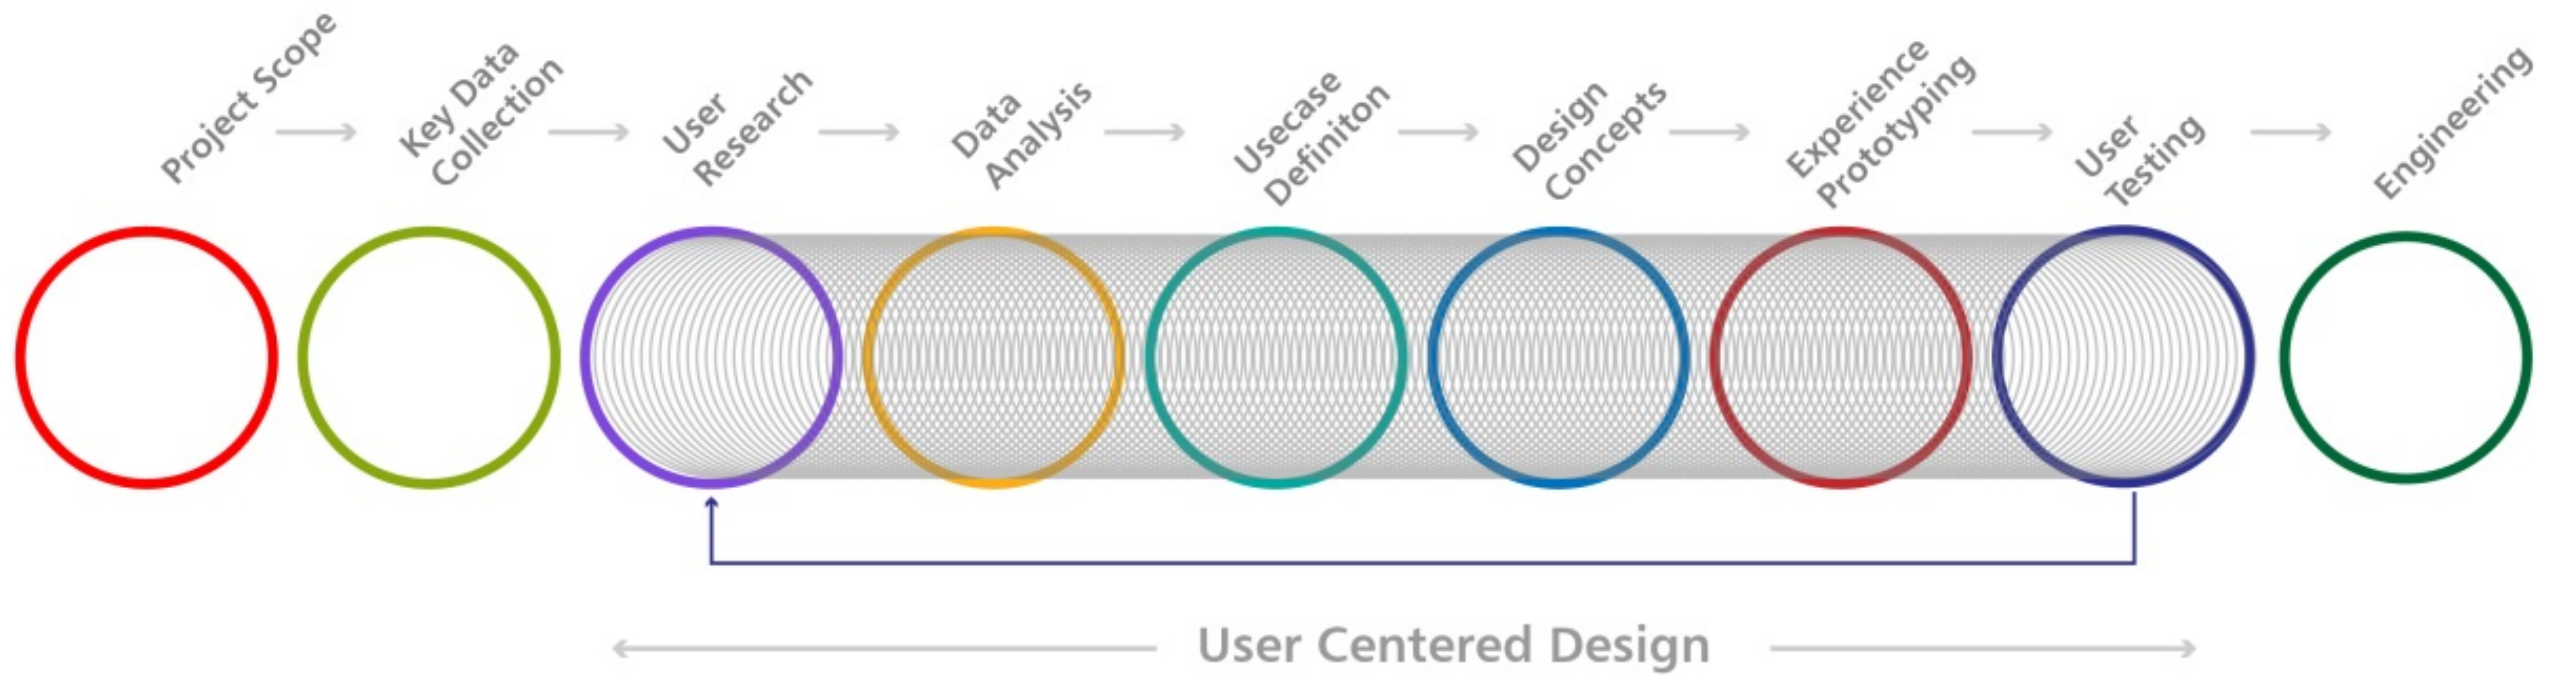 Project Scope
Key Data
Collection
User
Research
Data
Analysis
Usecase
Definiton
Design
Concepts
Experience
Prototyping
User
Testing
Engineering
User Centered Design